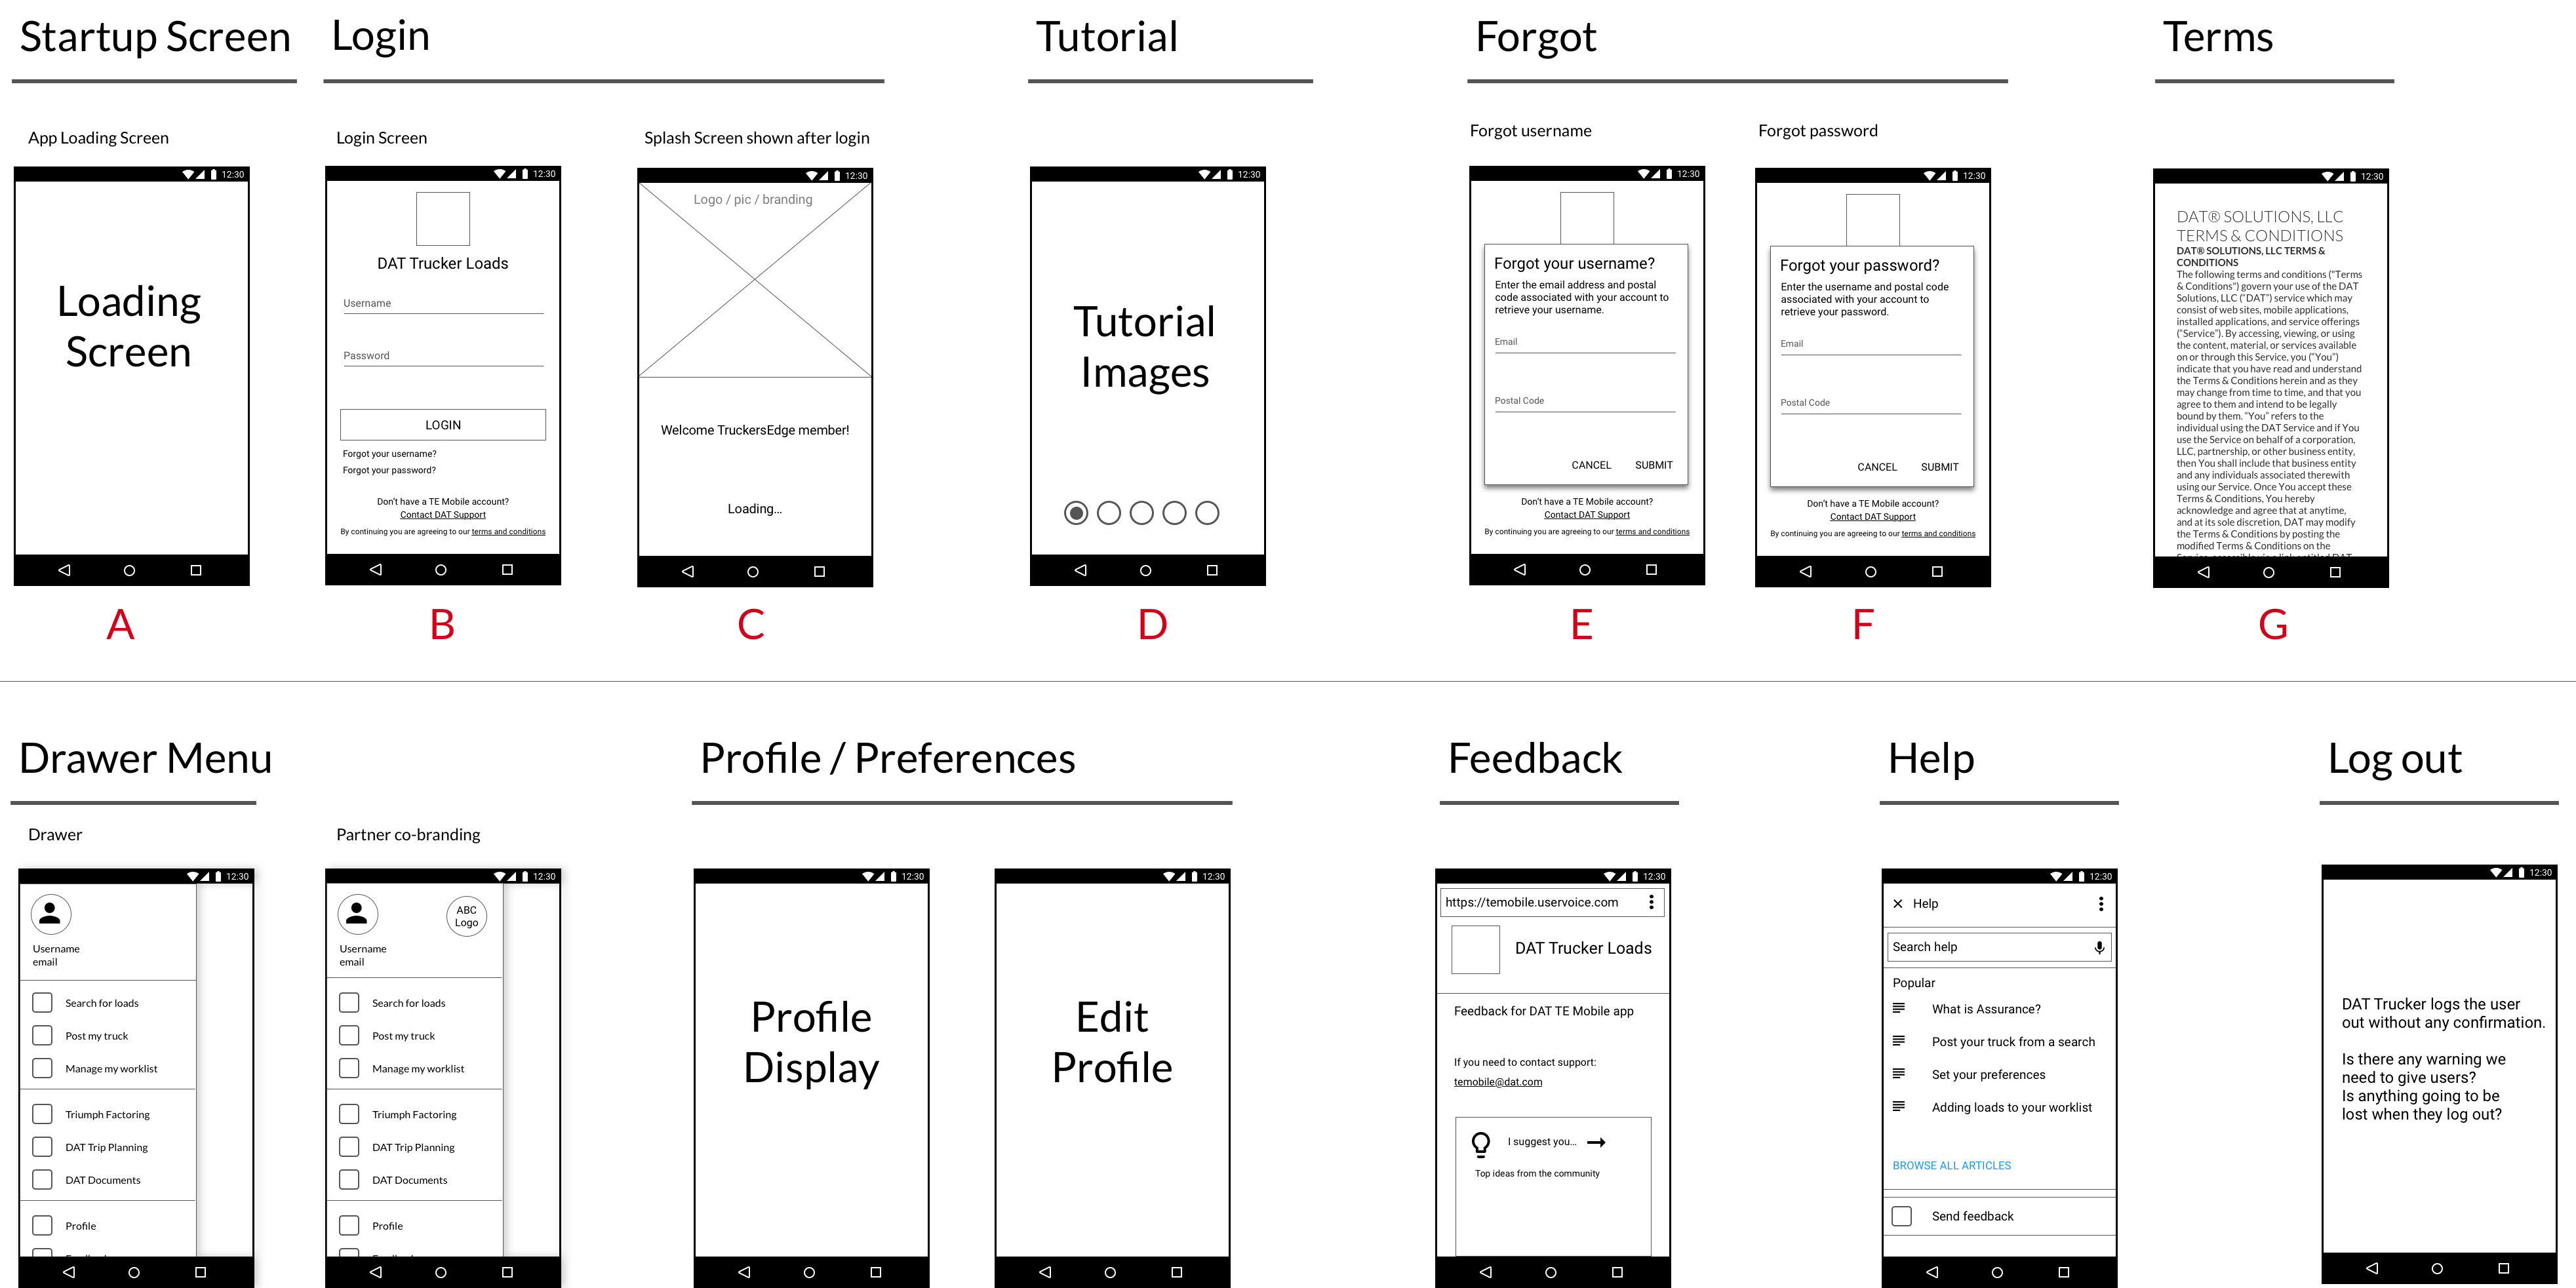 Startup Screen
Login
Tutorial
Forgot
Terms
App Loading Screen
Login Screen
Splash Screen shown after login
Forgot username
Forgot password
12:30
Loading
Screen
12:30
DAT Trucker Loads
Username
Password
LOGIN
Forgot your username?
Forgot your password?
Don't have a TE Mobile account?
Contact DAT Support
By continuing you are agreeing to our terms and conditions
12:30
Logo / pic / branding
Welcome TruckersEdge member!
Loading...
12:30
Tutorial
Images
12:30
Forgot your username?
Enter the email address and postal
code associated with your account to
retrieve your username.
Email
Postal Code
CANCEL SUBMIT
Don't have a TE Mobile account?
Contact DAT Support
By continuing you are agreeing to our terms and conditions
12:30
Forgot your password?
Enter the username and postal code
associated with your account to
retrieve your password.
Email
Postal Code
CANCEL SUBMIT
Don't have a TE Mobile account?
Contact DAT Support
By continuing you are agreeing to our terms and conditions
12:30
DAT® SOLUTIONS, LLC
TERMS & CONDITIONS
DAT® SOLUTIONS, LLC TERMS &
CONDITIONS
The following terms and conditions ("Terms
& Conditions") govern your use of the DAT
Solutions, LLC ("DAT") service which may
consist of web sites, mobile applications,
installed applications, and service offerings
("Service"). By accessing, viewing, or using
the content, material, or services available
on or through this Service, you ("You")
indicate that you have read and understand
the Terms & Conditions herein and as they
may change from time to time, and that you
agree to them and intend to be legally
bound by them. "You" refers to the
individual using the DAT Service and if You
use the Service on behalf of a corporation,
LLC, partnership, or other business entity,
then You shall include that business entity
and any individuals associated therewith
using our Service. Once You accept these
Terms & Conditions, You hereby
acknowledge and agree that at anytime,
and at its sole discretion, DAT may modify
the Terms & Conditions by posting the
modified Terms & Conditions on the
A
B
C
D
E
F
G
Drawer Menu
Profile / Preferences
Feedback
Help
Log out
Drawer
Partner co-branding
12:30
Username
email
Search for loads
Post my truck
Manage my worklist
Triumph Factoring
DAT Trip Planning
DAT Documents
Profile
12:30
ABC
Logo
Username
email
Search for loads
Post my truck
Manage my worklist
Triumph Factoring
DAT Trip Planning
DAT Documents
Profile
12:30
Profile
Display
12:30
Edit
Profile
12:30
https://temobile.uservoice.com
DAT Trucker Loads
Feedback for DAT TE Mobile app
If you need to contact support:
temobile@dat.com
I suggest you...
Top ideas from the community
12:30
Help
Search help
Popular
What is Assurance?
Post your truck from a search
Set your preferences
Adding loads to your worklist
BROWSE ALL ARTICLES
Send feedback
12:30
DAT Trucker logs the user
out without any confirmation.
Is there any warning we
need to give users?
Is anything going to be
lost when they log out?